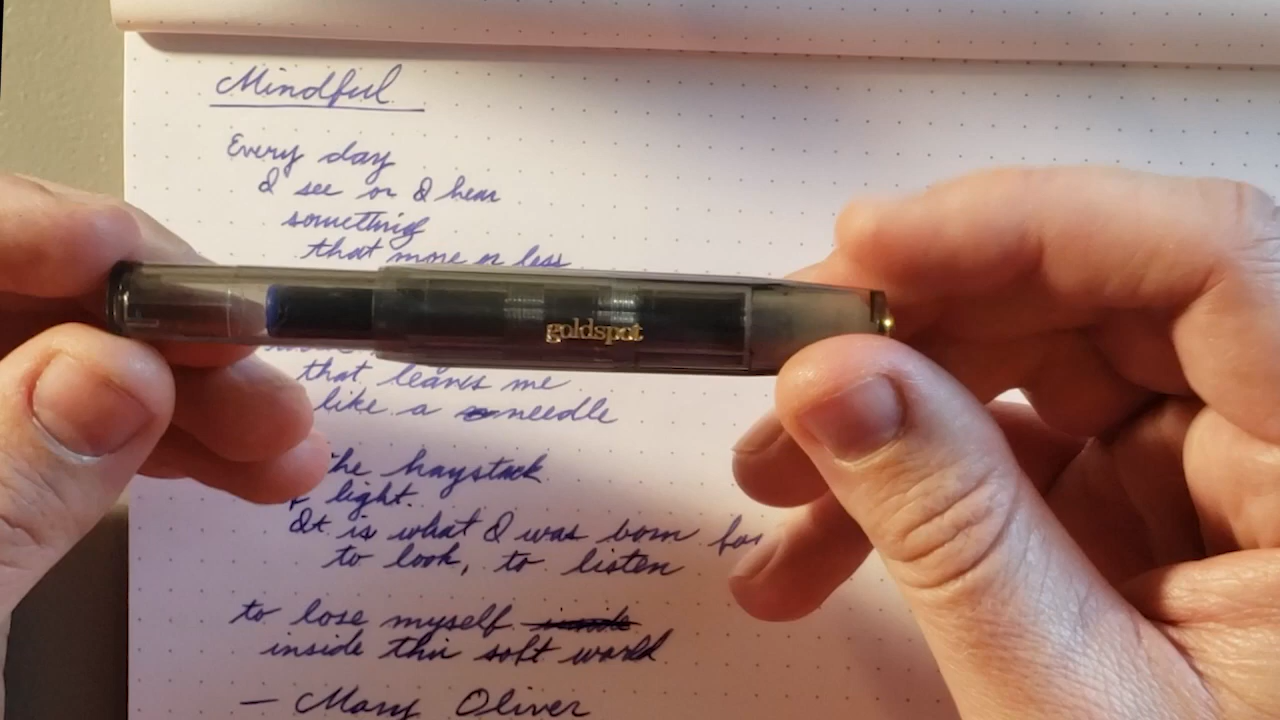 Mindful
Every day
I see or I hear
something
that more or less
goldspot
that leaves me
like a needle
the haystack
light.
It is what I was born for
to look, to listen
to lose myself
inside this soft world
— Mary Oliver